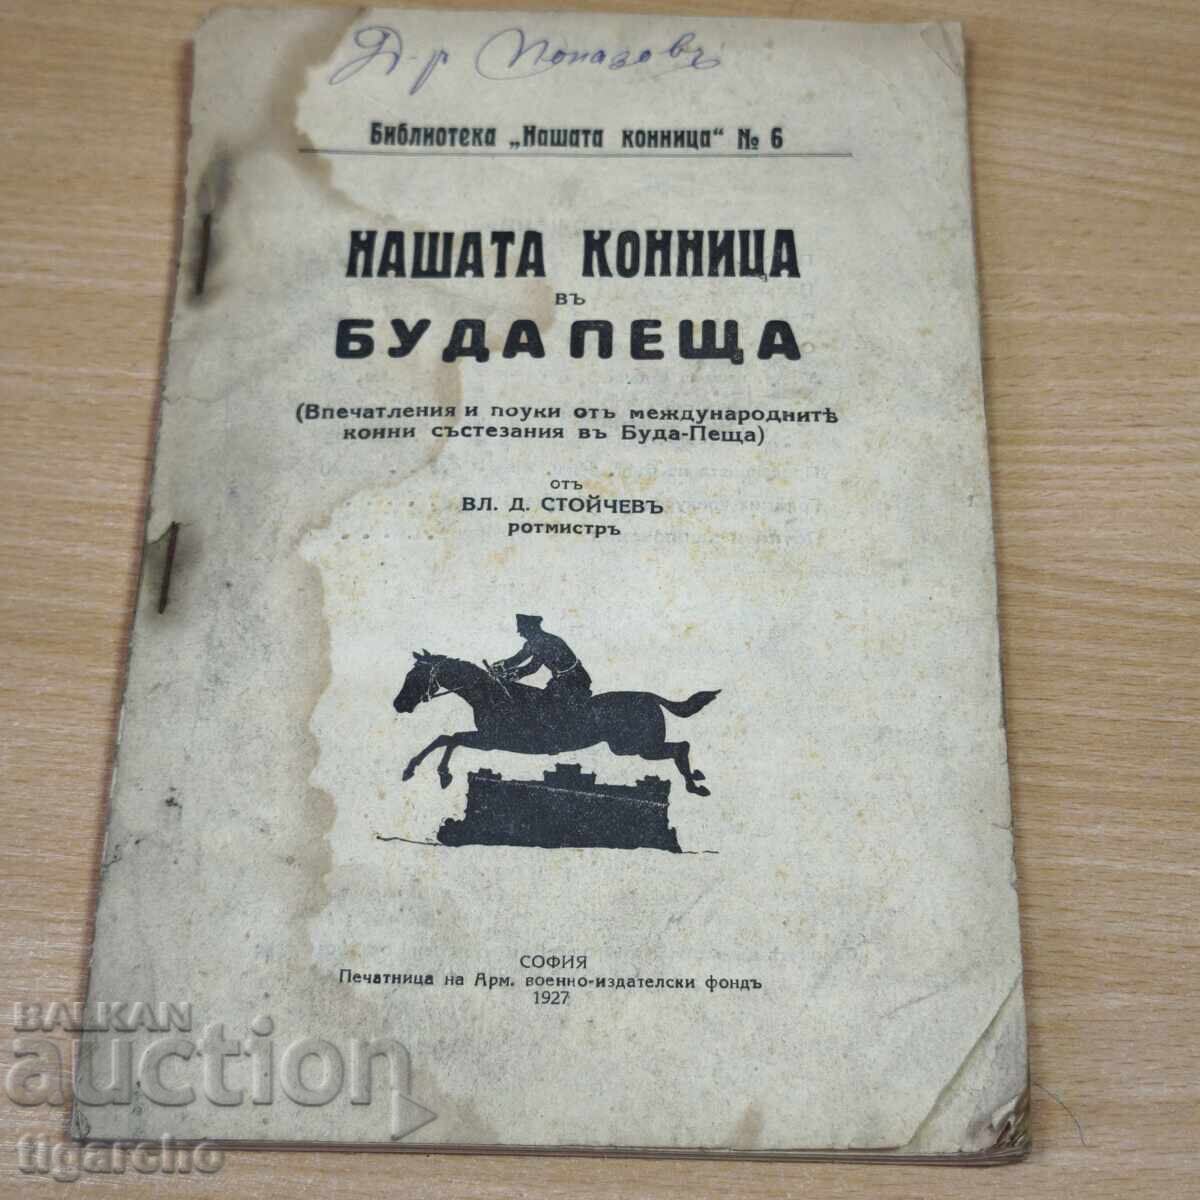 Д-р Попазовъ
Библиотека „Нашата конница“ № 6
НАШАТА КОННИЦА
ВЪ
БУДАПЕЩА
(Впечатления и поуки отъ международнитѣ
конни състезания въ Буда-Пеща)
отъ
ВЛ. Д. СТОЙЧЕВЪ
ротмистръ
СОФИЯ
Печатница на Арм. военно-издателски фондъ
1927
BALKAN
auction
tigarcho